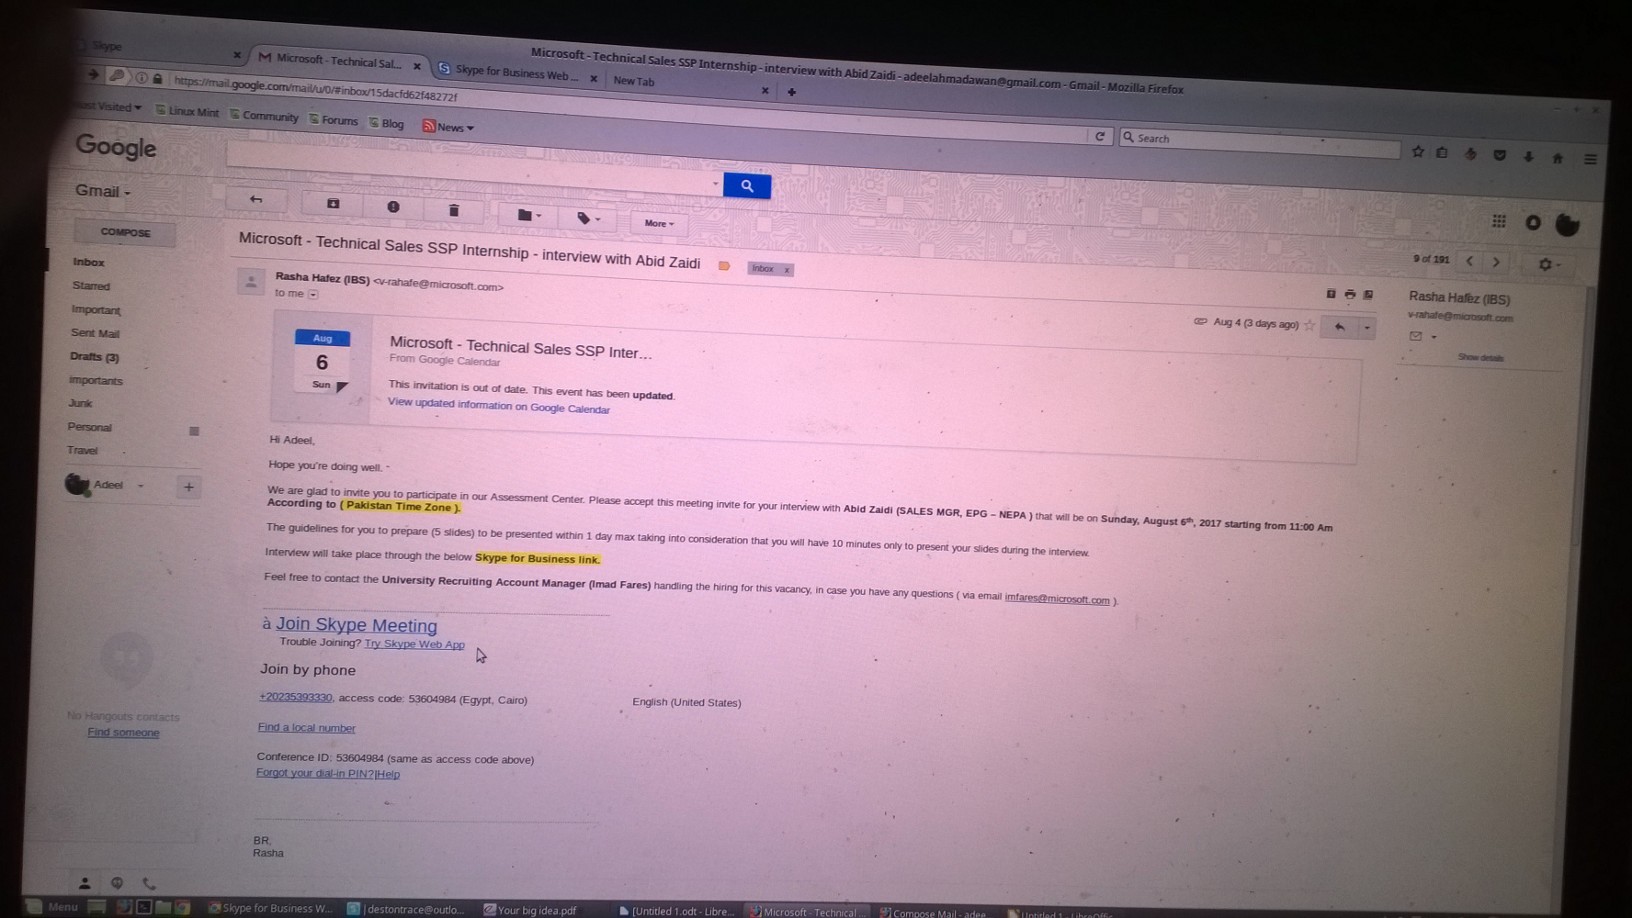 Skype
Microsoft - Technical Sal...
Skype for Business Web ...
New Tab
Microsoft - Technical Sales SSP Internship - interview with Abid Zaidi - adeelahmadawan@gmail.com - Gmail - Mozilla Firefox
https://mail.google.com/mail/u/0/#inbox/15dacfd62f48272f
Search
Most Visited
Linux Mint
Community
Forums
Blog
News
Google
Gmail
More
COMPOSE
Inbox
Starred
Important
Sent Mail
Drafts (3)
importants
Junk
Personal
Travel
Adeel
No Hangouts contacts
Find someone
9 of 191
Microsoft - Technical Sales SSP Internship - interview with Abid Zaidi
Inbox x
Rasha Hafez (IBS) <v-rahafe@microsoft.com>
to me
Aug 4 (3 days ago)
Rasha Hafez (IBS)
v-rahafe@microsoft.com
Show details
Aug
6
Sun
Microsoft - Technical Sales SSP Inter...
From Google Calendar
This invitation is out of date. This event has been updated.
View updated information on Google Calendar
Hi Adeel,
Hope you're doing well.
We are glad to invite you to participate in our Assessment Center. Please accept this meeting invite for your interview with Abid Zaidi (SALES MGR, EPG – NEPA ) that will be on Sunday, August 6th, 2017 starting from 11:00 Am
According to ( Pakistan Time Zone ).
The guidelines for you to prepare (5 slides) to be presented within 1 day max taking into consideration that you will have 10 minutes only to present your slides during the interview.
Interview will take place through the below Skype for Business link.
Feel free to contact the University Recruiting Account Manager (Imad Fares) handling the hiring for this vacancy, in case you have any questions ( via email imfares@microsoft.com ).
à Join Skype Meeting
Trouble Joining? Try Skype Web App
Join by phone
+20235393330, access code: 53604984 (Egypt, Cairo)
English (United States)
Find a local number
Conference ID: 53604984 (same as access code above)
Forgot your dial-in PIN?|Help
BR,
Rasha
Menu
Skype for Business W...
destontrace@outlo...
Your big idea.pdf
[Untitled 1.odt - Libre...
Microsoft - Technical ...
Compose Mail - adee...
Untitled 1 - LibreOffic...